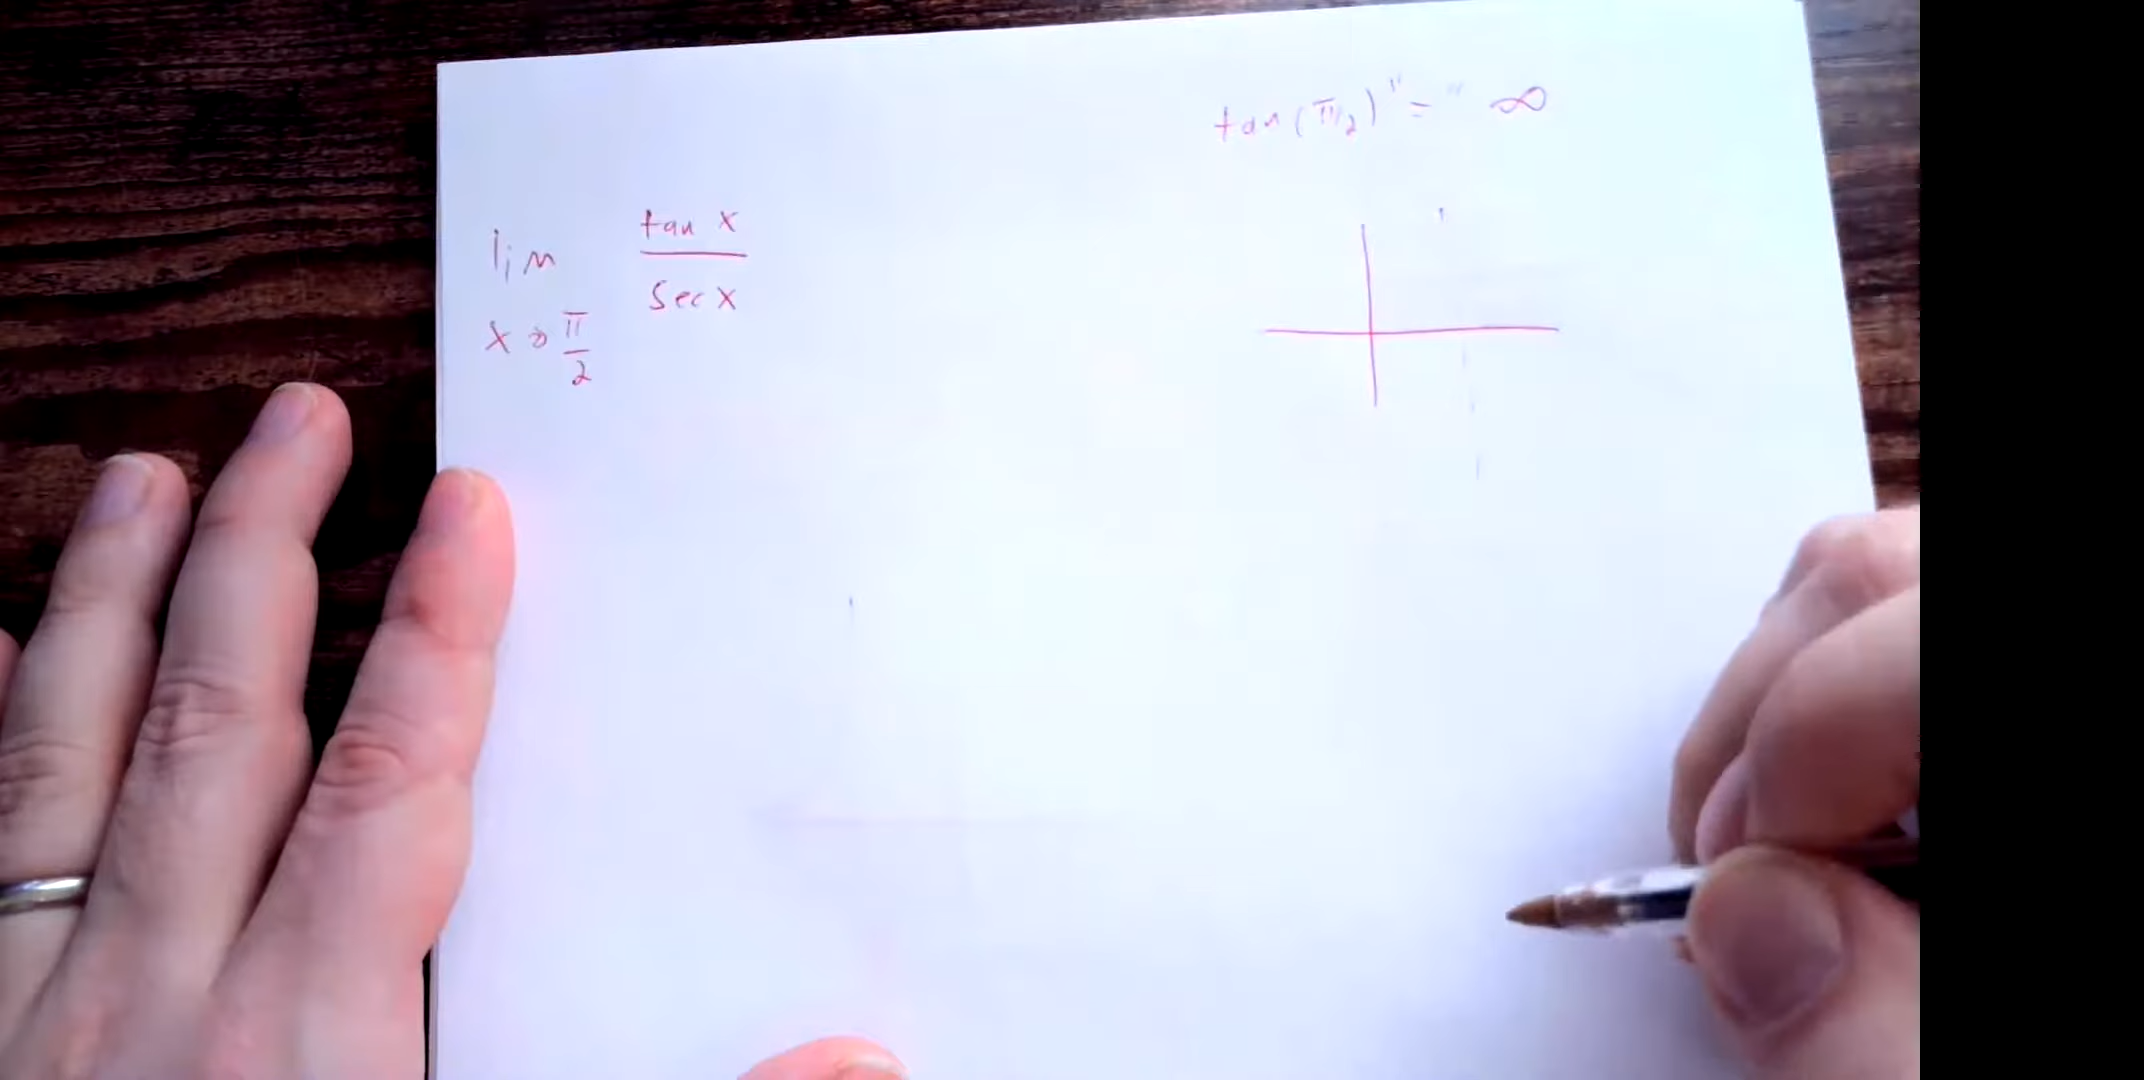 tan(π/2) "=" ∞
lim tan x / sec x
x → π/2